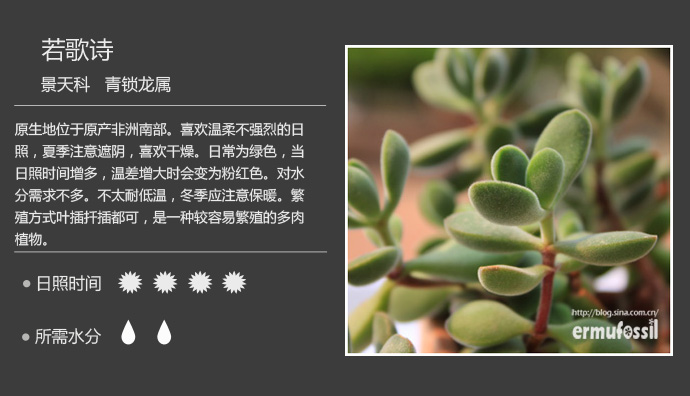 若歌诗
景天科 青锁龙属
原生地位于原产非洲南部。喜欢温柔不强烈的日
照，夏季注意遮阴，喜欢干燥。日常为绿色，当
日照时间增多，温差增大时会变为粉红色。对水
分需求不多。不太耐低温，冬季应注意保暖。繁
殖方式叶插扦插都可，是一种较容易繁殖的多肉
植物。
日照时间
所需水分
http://blog.sina.com.cn/
ermufossil